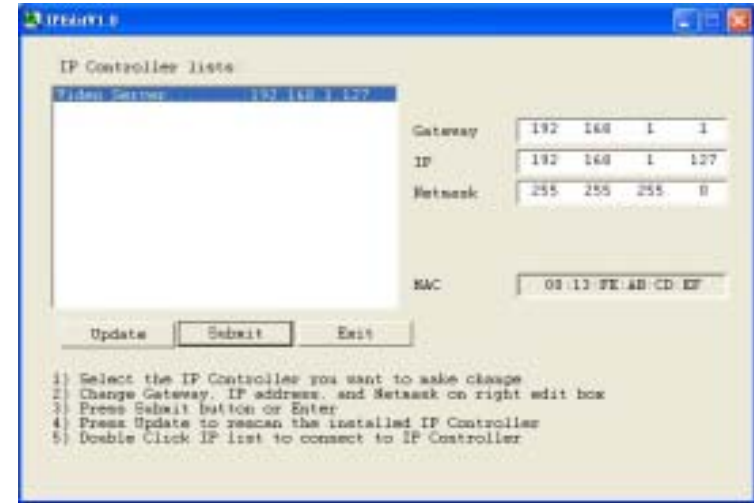 IPEditV1.0
IP Controller lists
Video Server 192.168.1.127
Gateway 192 168 1 1
IP 192 168 1 127
Netmask 255 255 255 0
MAC 00:13:FE:AB:CD:EF
Update Submit Exit
1) Select the IP Controller you want to make change
2) Change Gateway, IP address, and Netmask on right edit box
3) Press Submit button or Enter
4) Press Update to rescan the installed IP Controller
5) Double Click IP list to connect to IP Controller